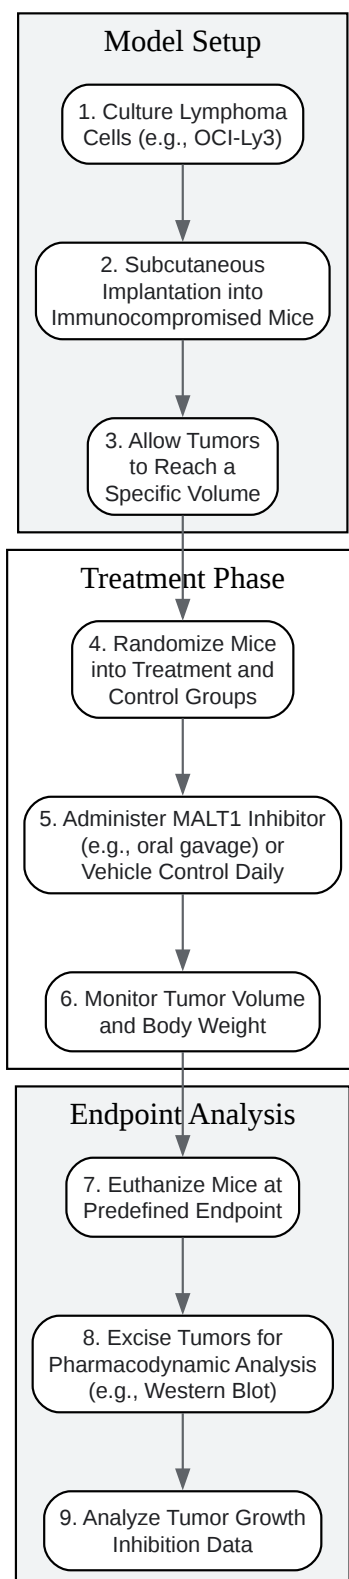 Model Setup
1. Culture Lymphoma
Cells (e.g., OCI-Ly3)
2. Subcutaneous
Implantation into
Immunocompromised Mice
3. Allow Tumors
to Reach a
Specific Volume
Treatment Phase
4. Randomize Mice
into Treatment and
Control Groups
5. Administer MALT1 Inhibitor
(e.g., oral gavage) or
Vehicle Control Daily
6. Monitor Tumor Volume
and Body Weight
Endpoint Analysis
7. Euthanize Mice at
Predefined Endpoint
8. Excise Tumors for
Pharmacodynamic Analysis
(e.g., Western Blot)
9. Analyze Tumor Growth
Inhibition Data